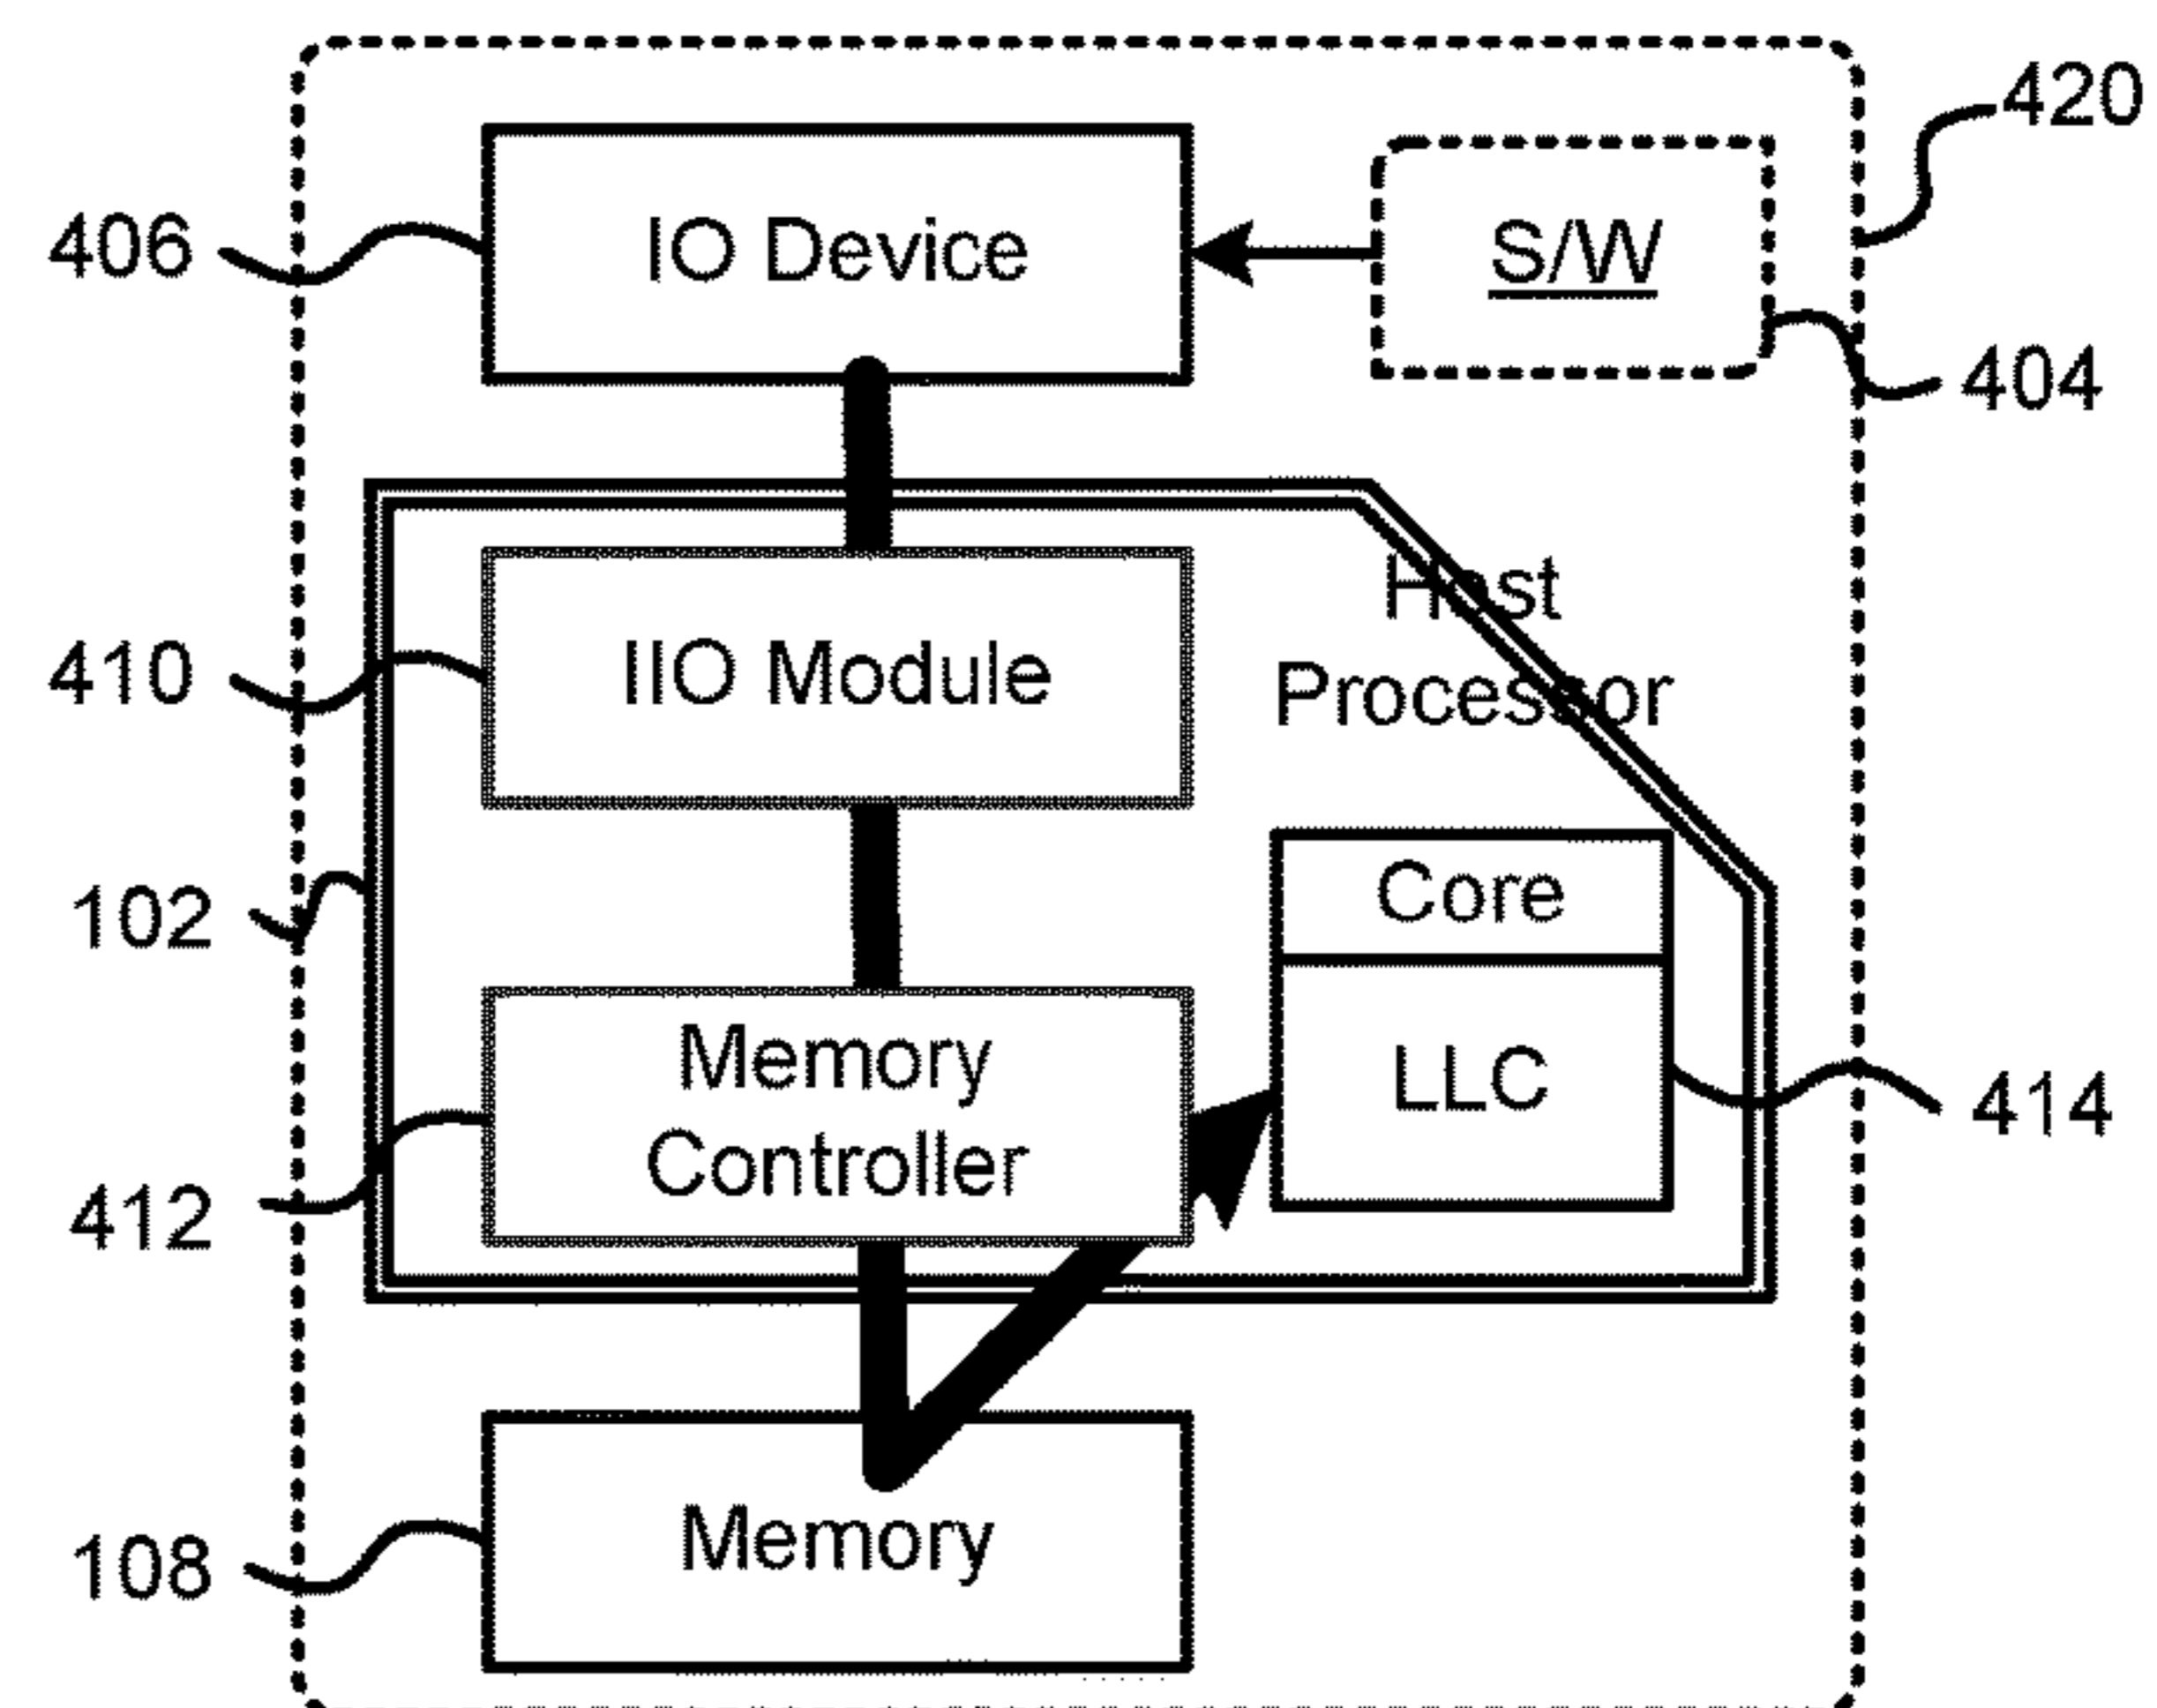 420
406
IO Device
S/W
404
Host
Processor
410
IIO Module
102
Core
Memory
Controller
LLC
414
412
108
Memory